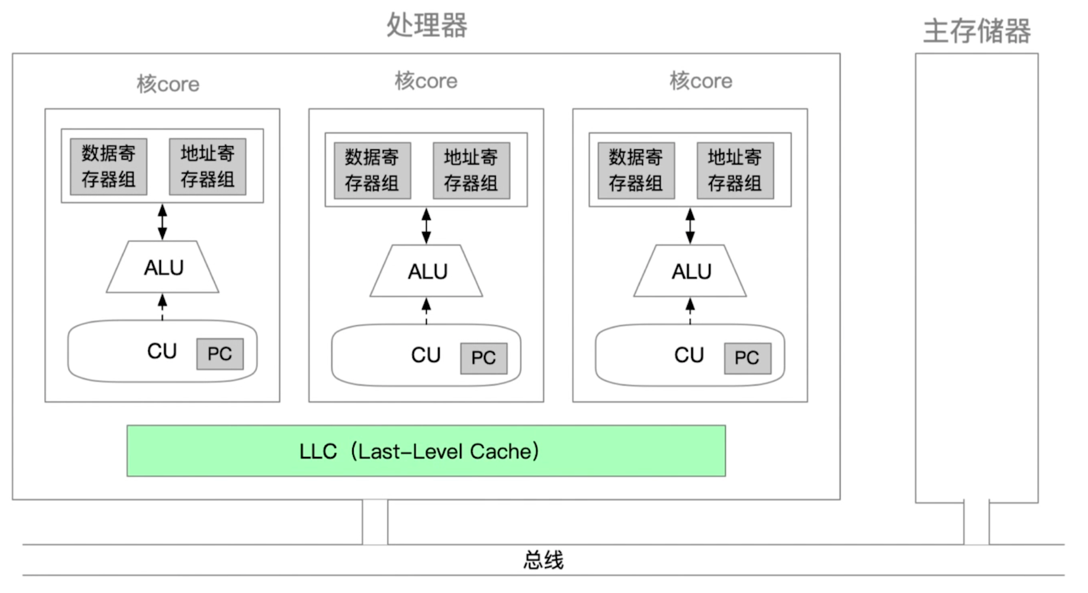 处理器
主存储器
核core
核core
核core
数据寄
存器组
地址寄
存器组
数据寄
存器组
地址寄
存器组
数据寄
存器组
地址寄
存器组
ALU
ALU
ALU
CU
PC
CU
PC
CU
PC
LLC（Last-Level Cache）
总线